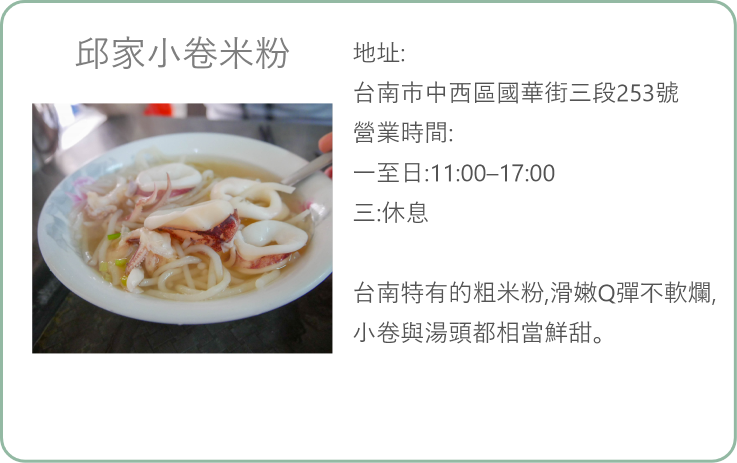 邱家小卷米粉
地址:
台南市中西區國華街三段253號
營業時間:
一至日:11:00–17:00
三:休息
台南特有的粗米粉,滑嫩Q彈不軟爛,
小卷與湯頭都相當鮮甜。